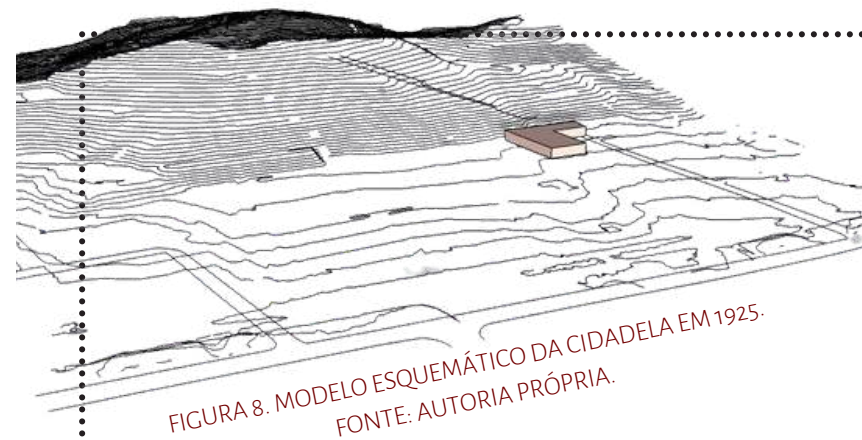 FIGURA 8. MODELO ESQUEMÁTICO DA CIDADELA EM 1925.
FONTE: AUTORIA PRÓPRIA.